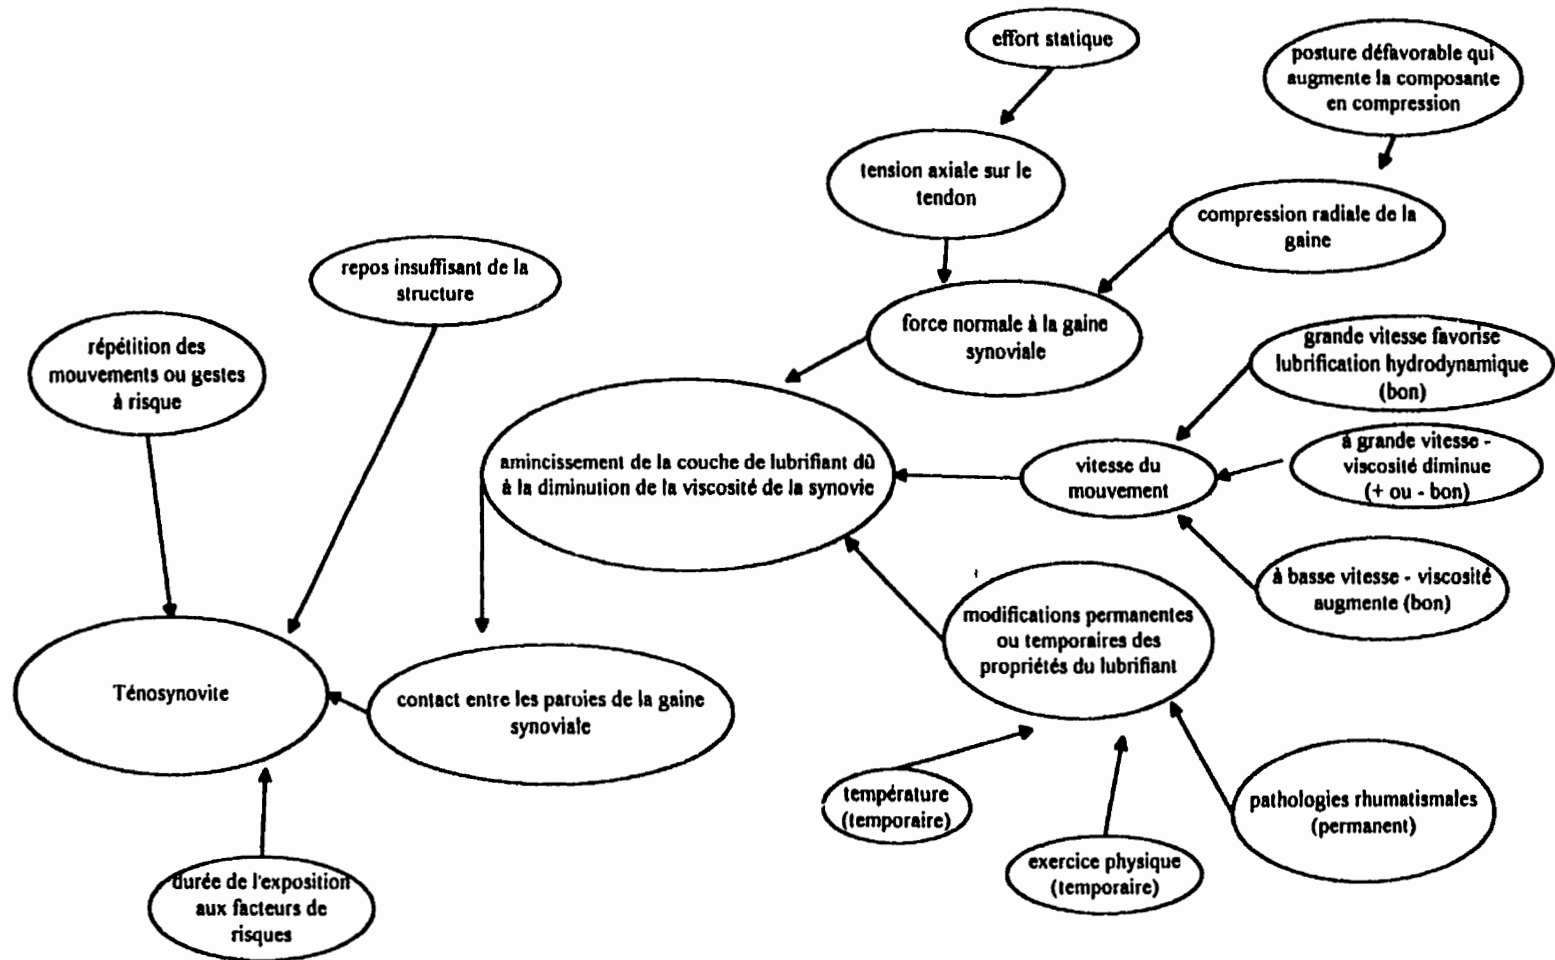 effort statique
posture défavorable qui
augmente la composante
en compression
tension axiale sur le
tendon
compression radiale de la
gaine
repos insuffisant de la
structure
force normale à la gaine
synoviale
répétition des
mouvements ou gestes
à risque
grande vitesse favorise
lubrification hydrodynamique
(bon)
amincissement de la couche de lubrifiant dû
à la diminution de la viscosité de la synovie
vitesse du
mouvement
à grande vitesse -
viscosité diminue
(+ ou - bon)
à basse vitesse - viscosité
augmente (bon)
modifications permanentes
ou temporaires des
propriétés du lubrifiant
Ténosynovite
contact entre les paroies de la gaine
synoviale
température
(temporaire)
exercice physique
(temporaire)
pathologies rhumatismales
(permanent)
durée de l'exposition
aux facteurs de
risques